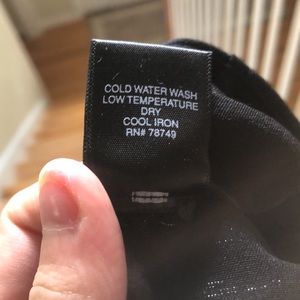 COLD WATER WASH
LOW TEMPERATURE
DRY
COOL IRON
RN# 78749